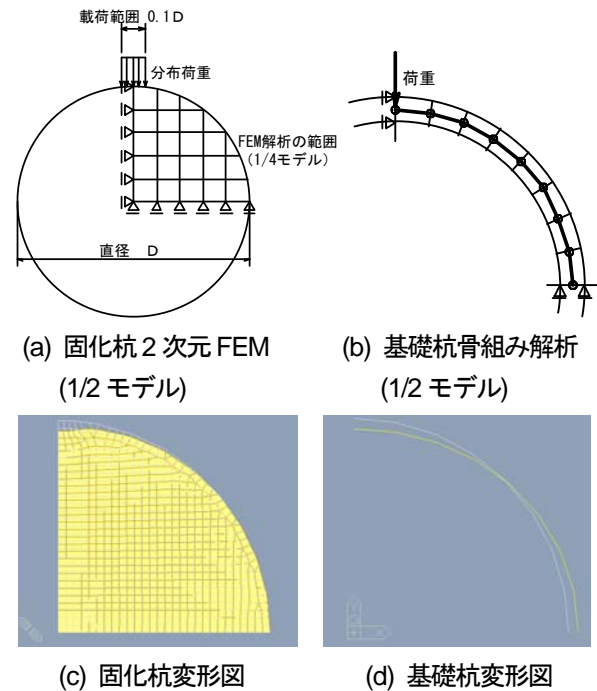 載荷範囲 0.1D
分布荷重
FEM解析の範囲
(1/4モデル)
直径 D
荷重
(a) 固化杭2次元FEM
(1/2 モデル)
(b) 基礎杭骨組み解析
(1/2 モデル)
(c) 固化杭変形図
(d) 基礎杭変形図